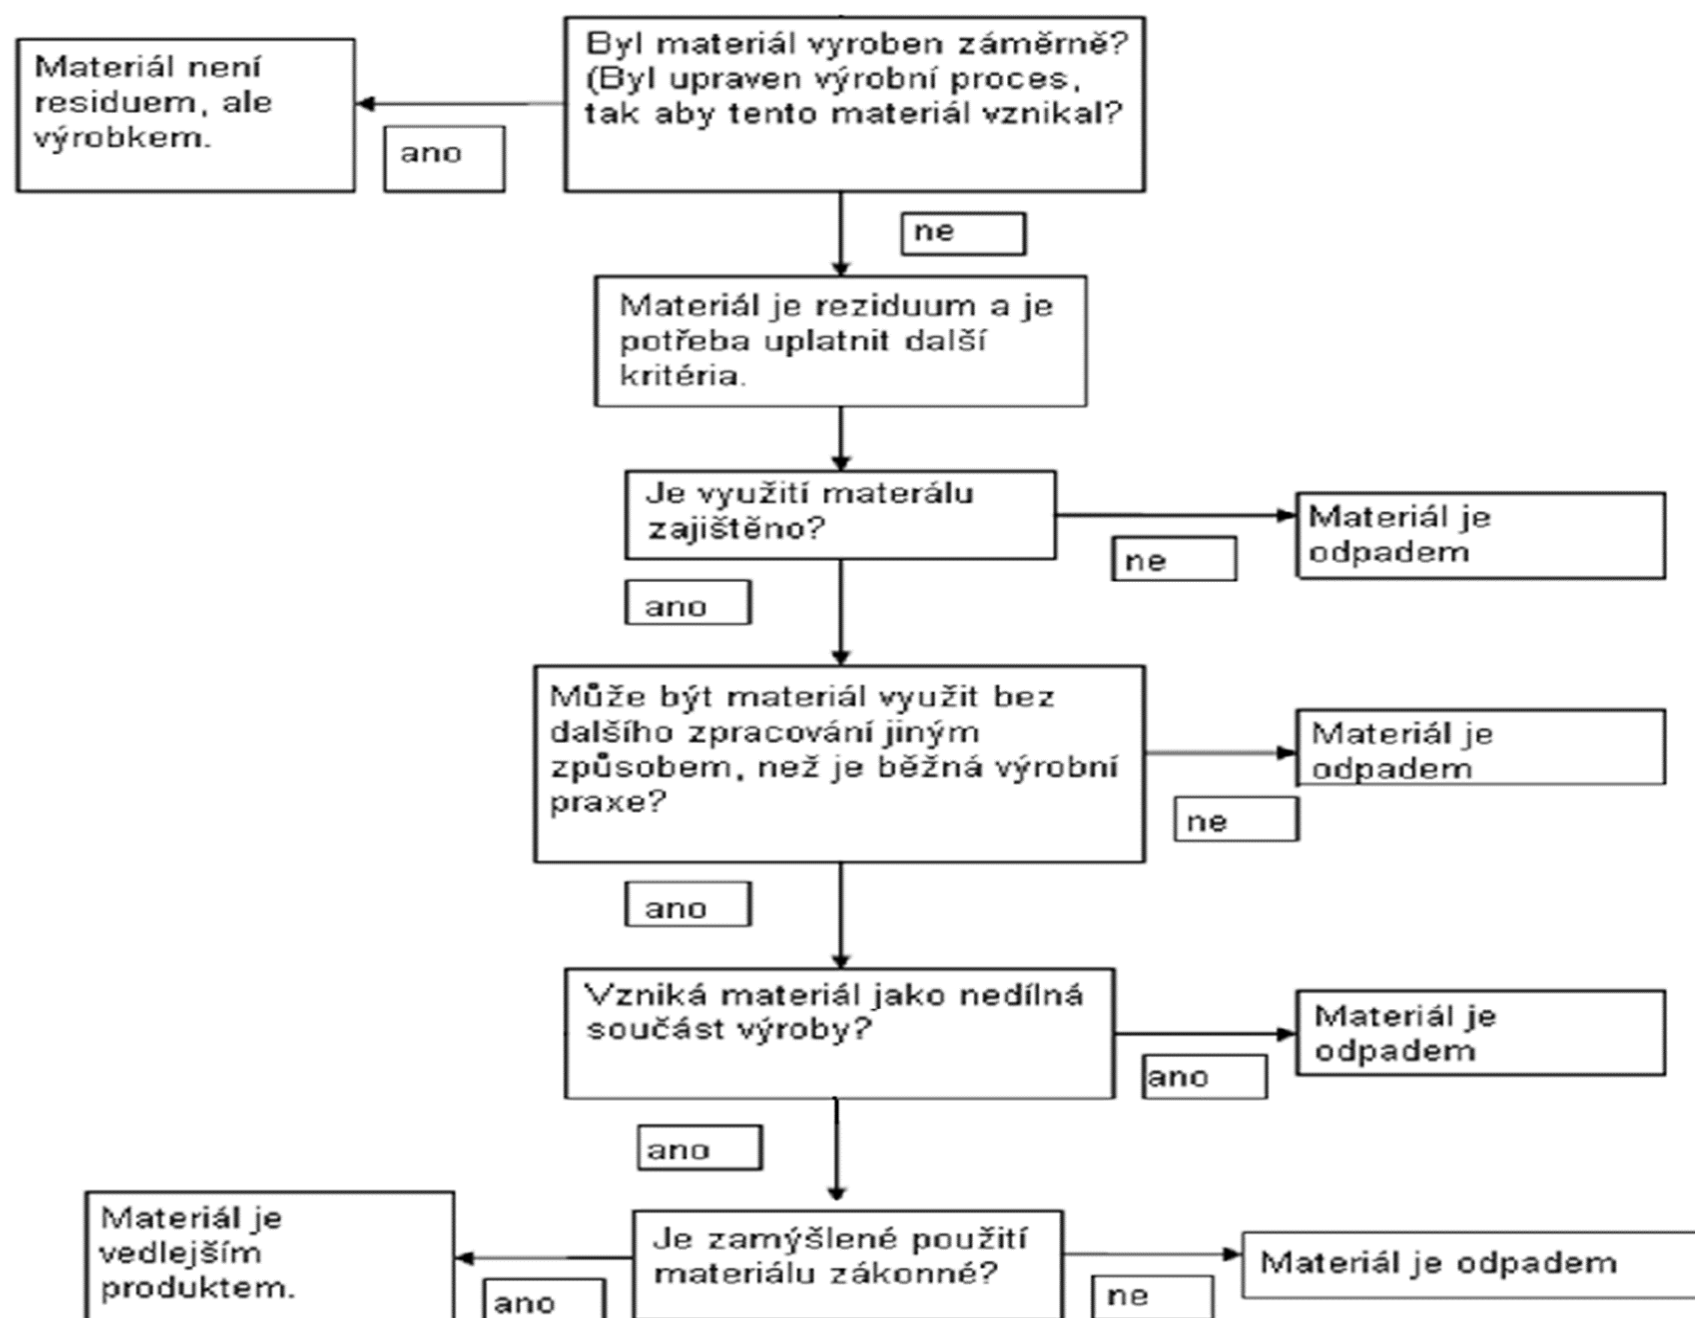 Materiál není
residuem, ale
výrobkem.
ano
Byl materiál vyroben záměrně?
(Byl upraven výrobní proces,
tak aby tento materiál vznikal?
ne
Materiál je reziduum a je
potřeba uplatnit další
kritéria.
Je využití materálu
zajištěno?
ne
Materiál je
odpadem
ano
Může být materiál využit bez
dalšího zpracování jiným
způsobem, než je běžná výrobní
praxe?
Materiál je
odpadem
ne
ano
Vzniká materiál jako nedílná
součást výroby?
Materiál je
odpadem
ano
ano
Materiál je
vedlejším
produktem.
ano
Je zamýšlené použití
materiálu zákonné?
ne
Materiál je odpadem